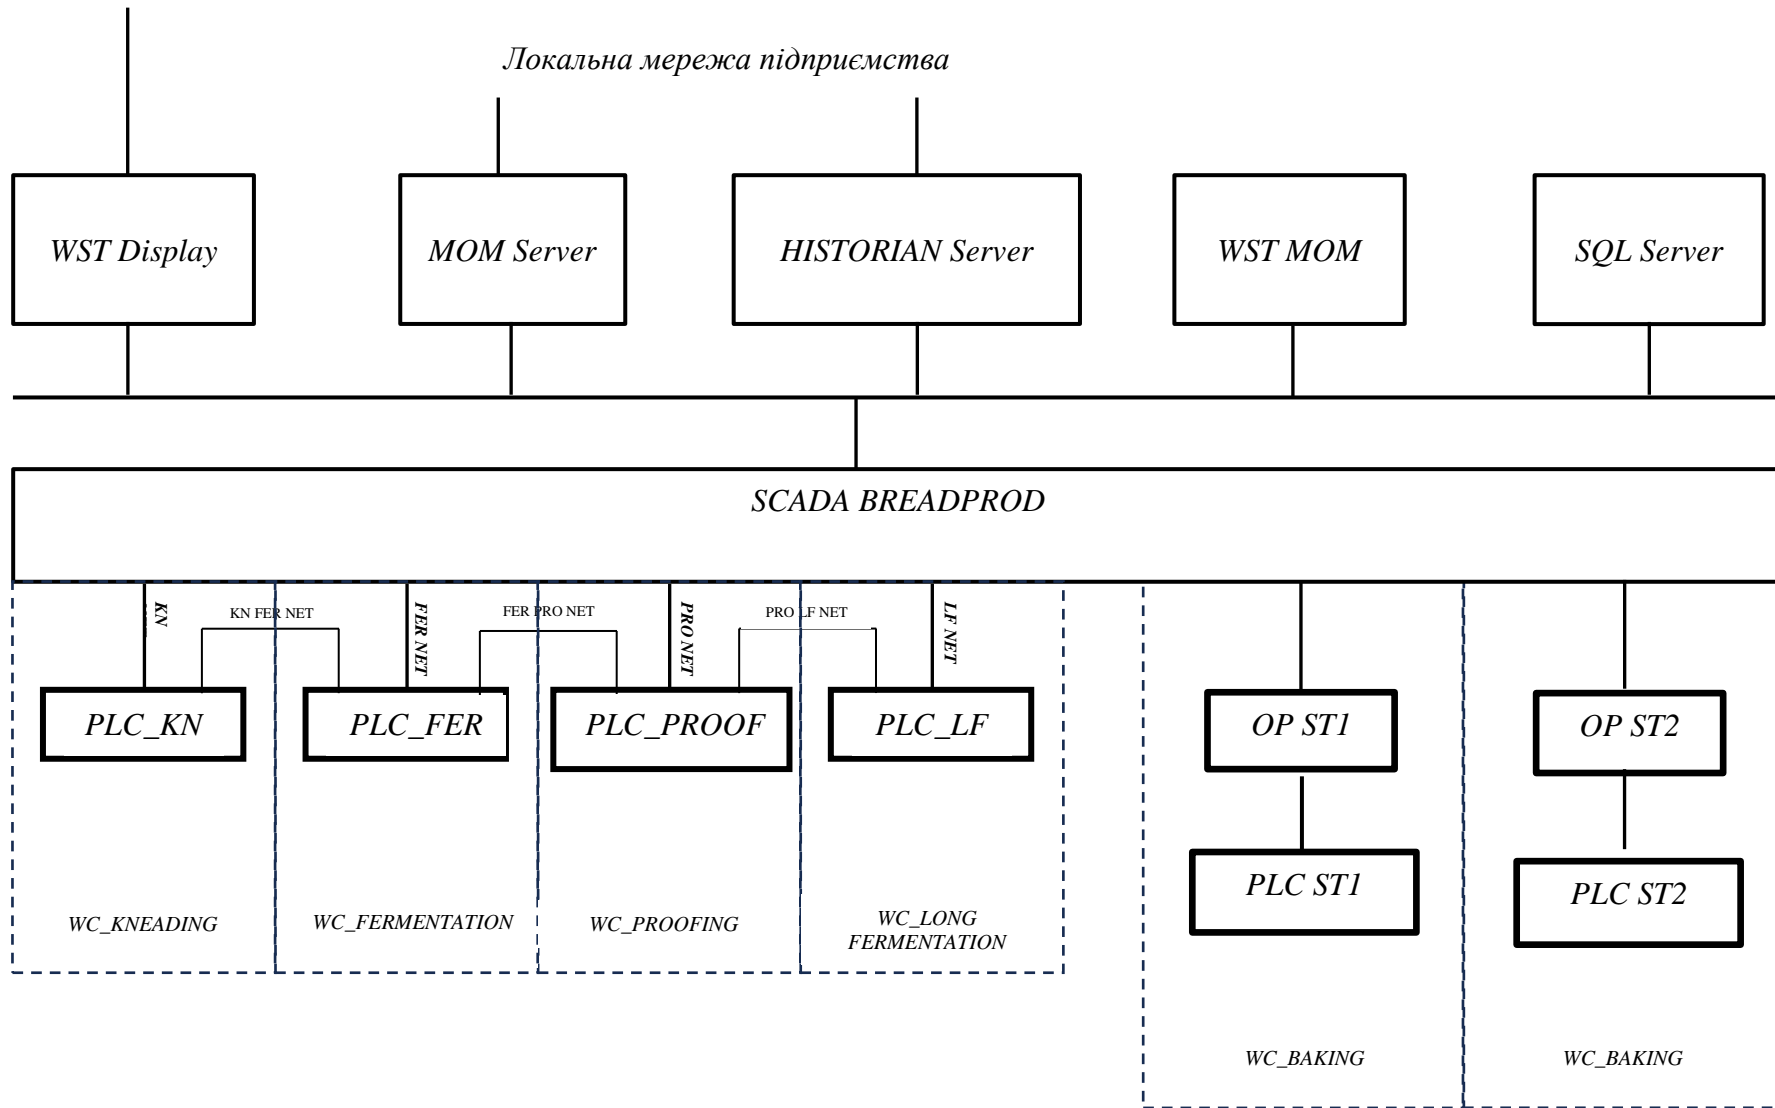 Локальна мережа підприємства
WST Display
MOM Server
HISTORIAN Server
WST MOM
SQL Server
SCADA BREADPROD
KN
KN FER NET
FER NET
FER PRO NET
PRO NET
PRO LF NET
LF NET
PLC_KN
PLC_FER
PLC_PROOF
PLC_LF
OP ST1
OP ST2
PLC ST1
PLC ST2
WC_KNEADING
WC_FERMENTATION
WC_PROOFING
WC_LONG
FERMENTATION
WC_BAKING
WC_BAKING